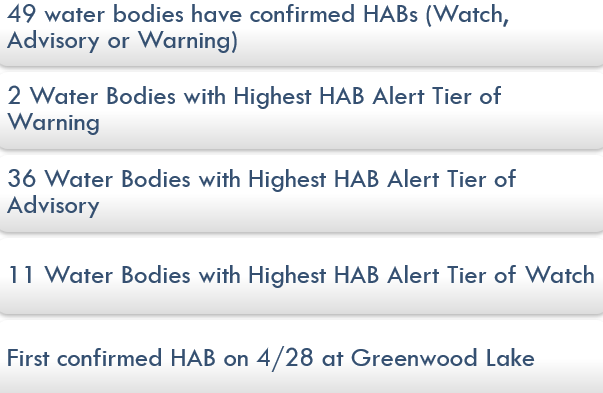 49 water bodies have confirmed HABs (Watch,
Advisory or Warning)
2 Water Bodies with Highest HAB Alert Tier of
Warning
36 Water Bodies with Highest HAB Alert Tier of
Advisory
11 Water Bodies with Highest HAB Alert Tier of Watch
First confirmed HAB on 4/28 at Greenwood Lake